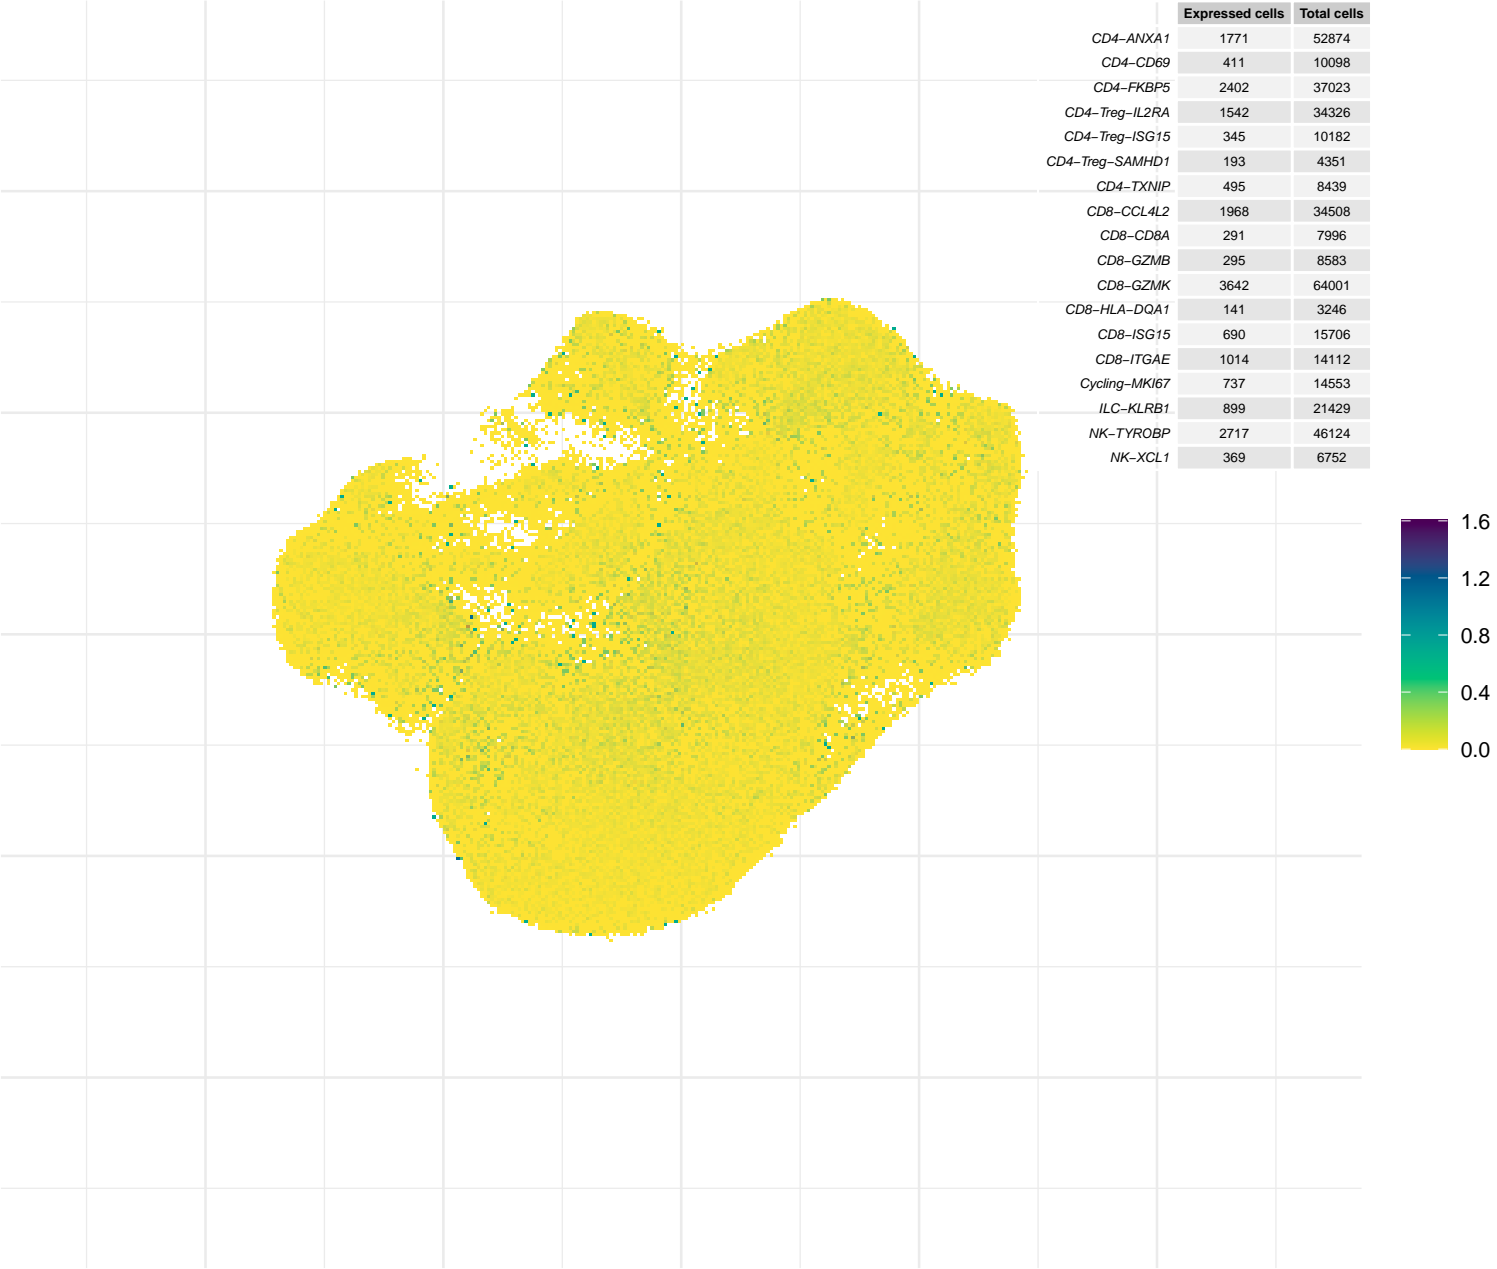 Expressed cells Total cells
CD4−ANXA1 1771 52874
CD4−CD69 411 10098
CD4−FKBP5 2402 37023
CD4−Treg−IL2RA 1542 34326
CD4−Treg−ISG15 345 10182
CD4−Treg−SAMHD1 193 4351
CD4−TXNIP 495 8439
CD8−CCL4L2 1968 34508
CD8−CD8A 291 7996
CD8−GZMB 295 8583
CD8−GZMK 3642 64001
CD8−HLA−DQA1 141 3246
CD8−ISG15 690 15706
CD8−ITGAE 1014 14112
Cycling−MKI67 737 14553
ILC−KLRB1 899 21429
NK−TYROBP 2717 46124
NK−XCL1 369 6752
1.6
1.2
0.8
0.4
0.0